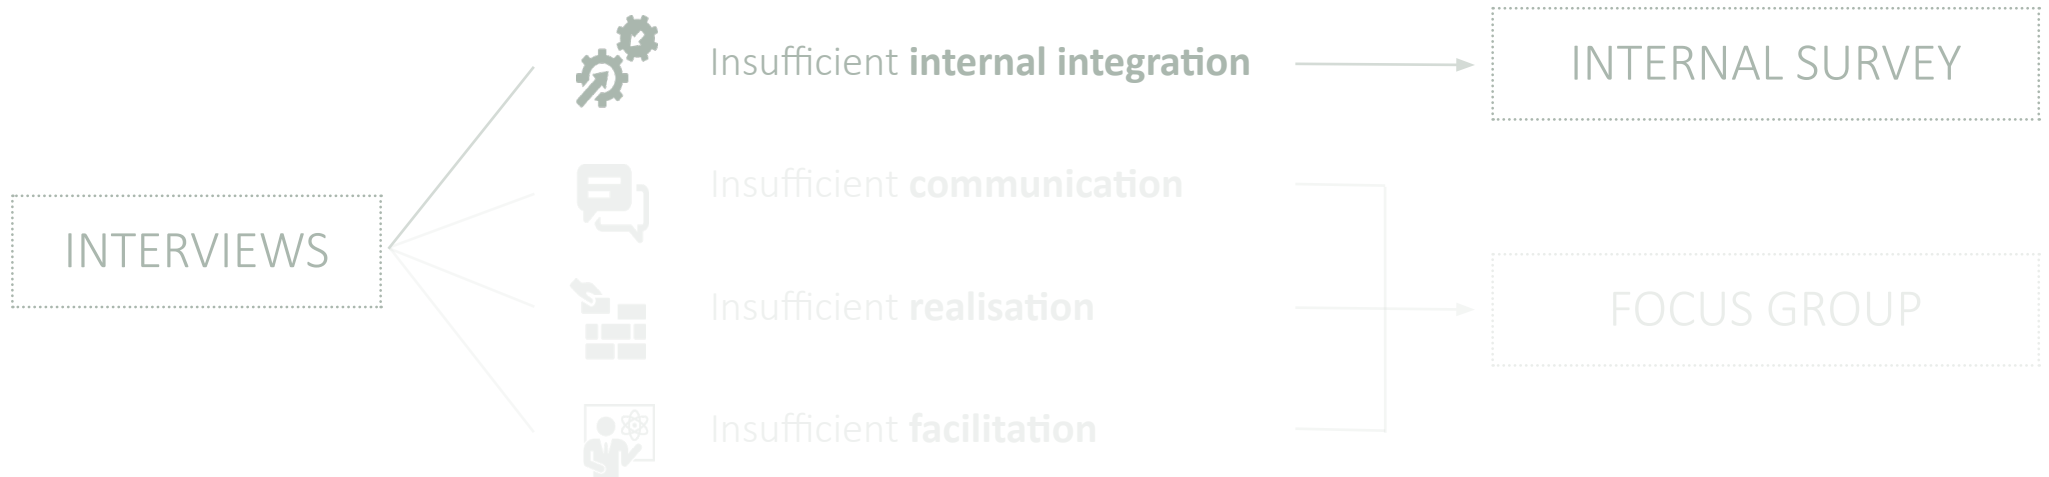 Insufficient internal integration
INTERNAL SURVEY
Insufficient communication
INTERVIEWS
Insufficient realisation
FOCUS GROUP
Insufficient facilitation